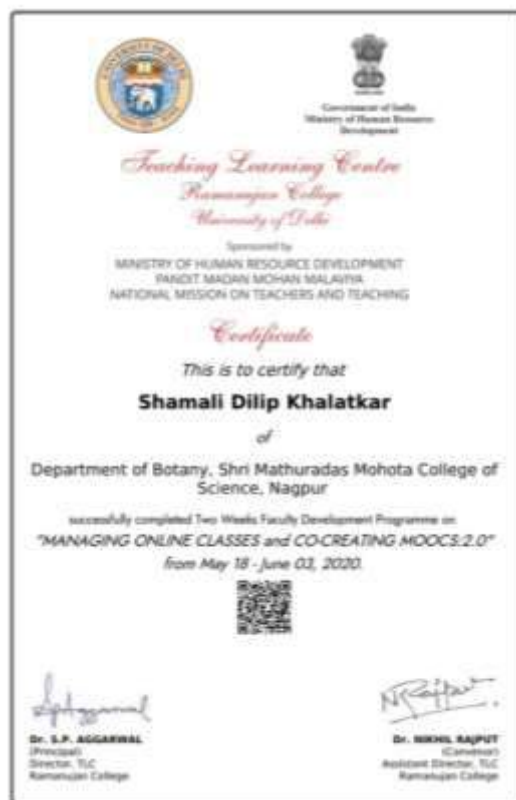 UNIVERSITY OF DELHI
Government of India
Ministry of Human Resource
Development
Teaching Learning Centre
Ramanujan College
University of Delhi
Sponsored by
MINISTRY OF HUMAN RESOURCE DEVELOPMENT
PANDIT MADAN MOHAN MALAVIYA
NATIONAL MISSION ON TEACHERS AND TEACHING
Certificate
This is to certify that
Shamali Dilip Khalatkar
of
Department of Botany, Shri Mathuradas Mohota College of
Science, Nagpur
successfully completed Two Weeks Faculty Development Programme on
"MANAGING ONLINE CLASSES and CO-CREATING MOOCS:2.0"
from May 18 - June 03, 2020.
Dr. S.P. AGGARWAL
(Principal)
Director, TLC
Ramanujan College
Dr. NIKHIL RAJPUT
(Convenor)
Assistant Director, TLC
Ramanujan College